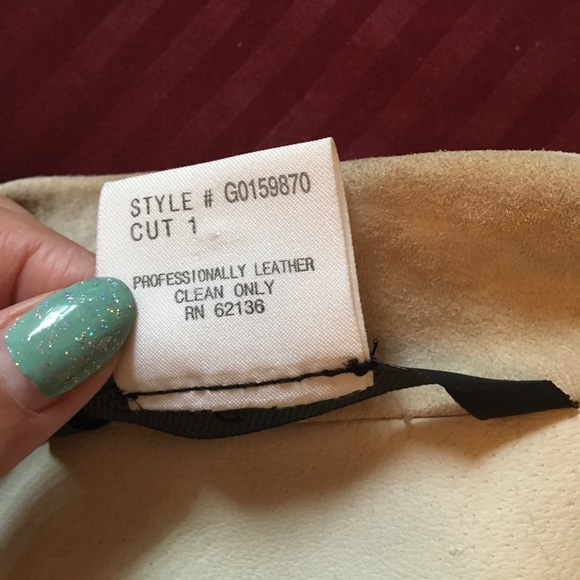 STYLE # G0159870
CUT 1
PROFESSIONALLY LEATHER
CLEAN ONLY
RN 62136